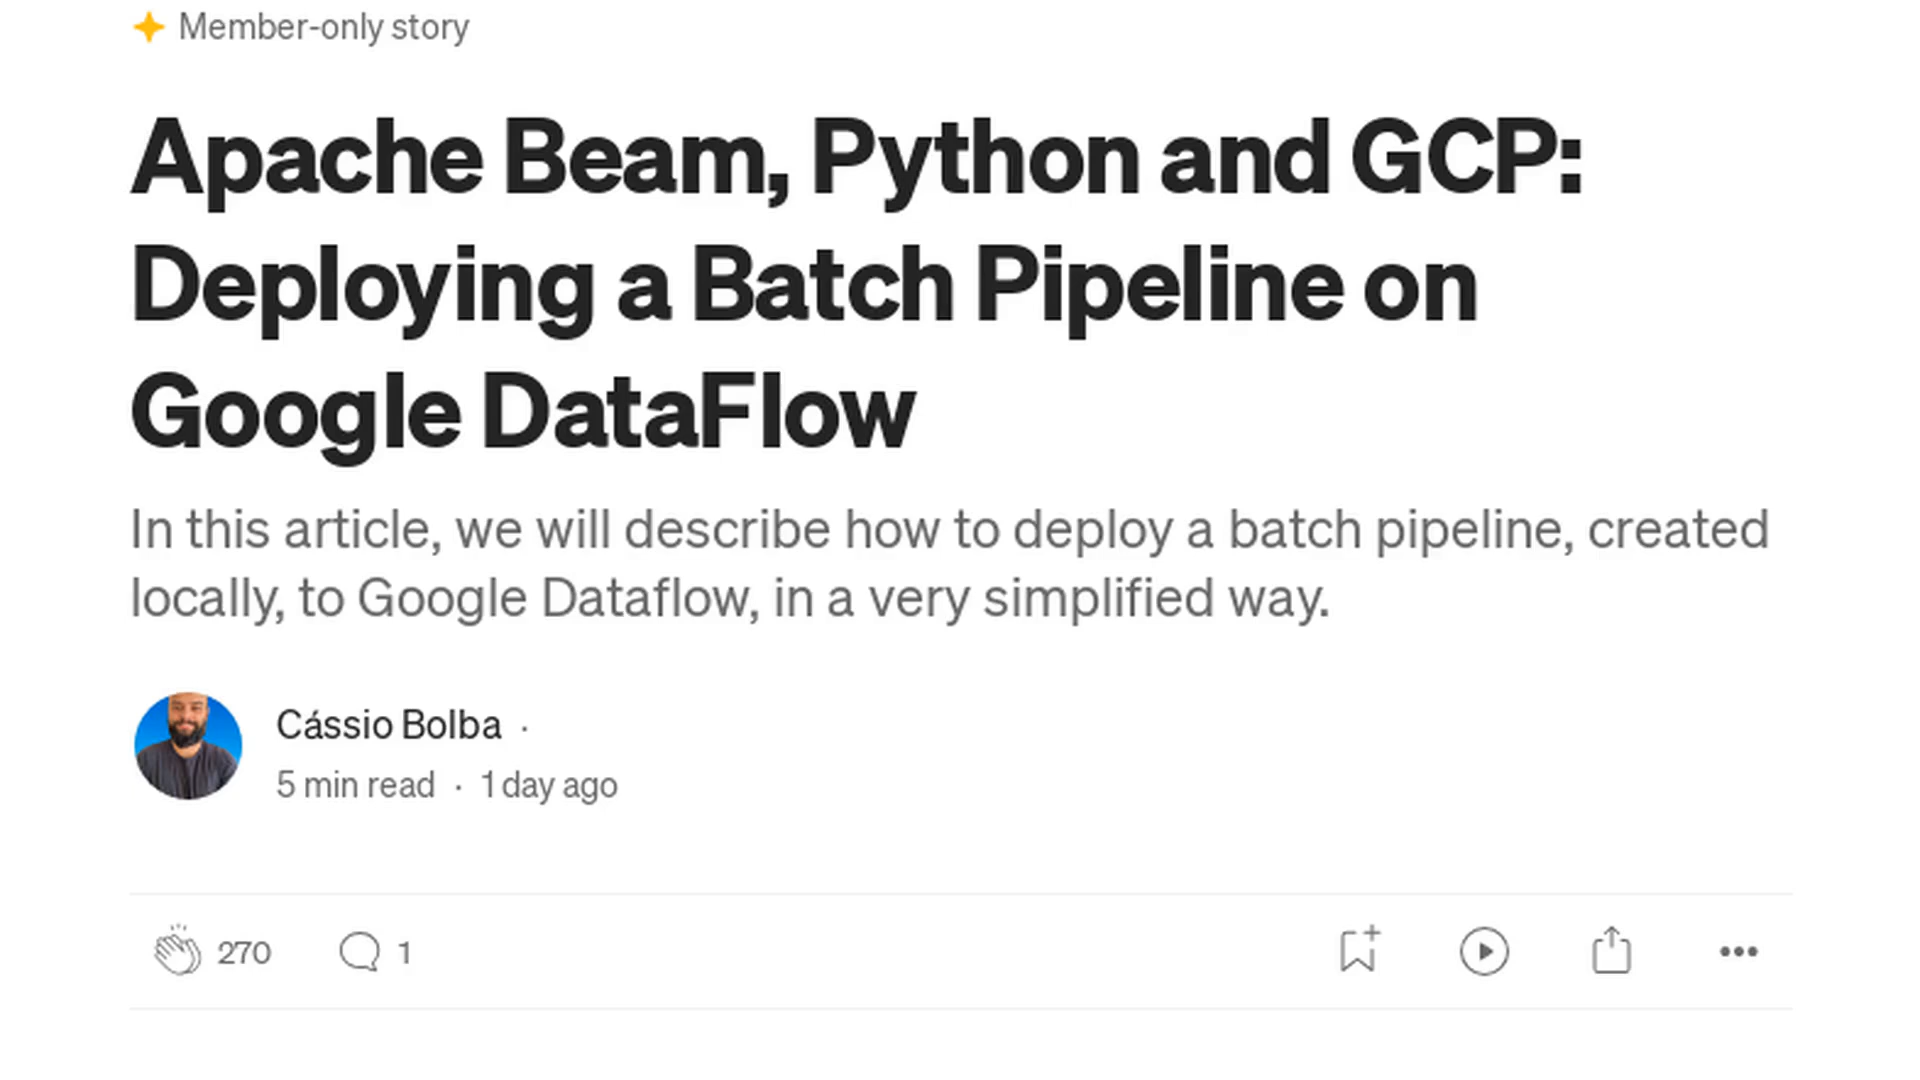 Member-only story
Apache Beam, Python and GCP:
Deploying a Batch Pipeline on
Google DataFlow
In this article, we will describe how to deploy a batch pipeline, created
locally, to Google Dataflow, in a very simplified way.
Cássio Bolba ·
5 min read · 1 day ago
270 1